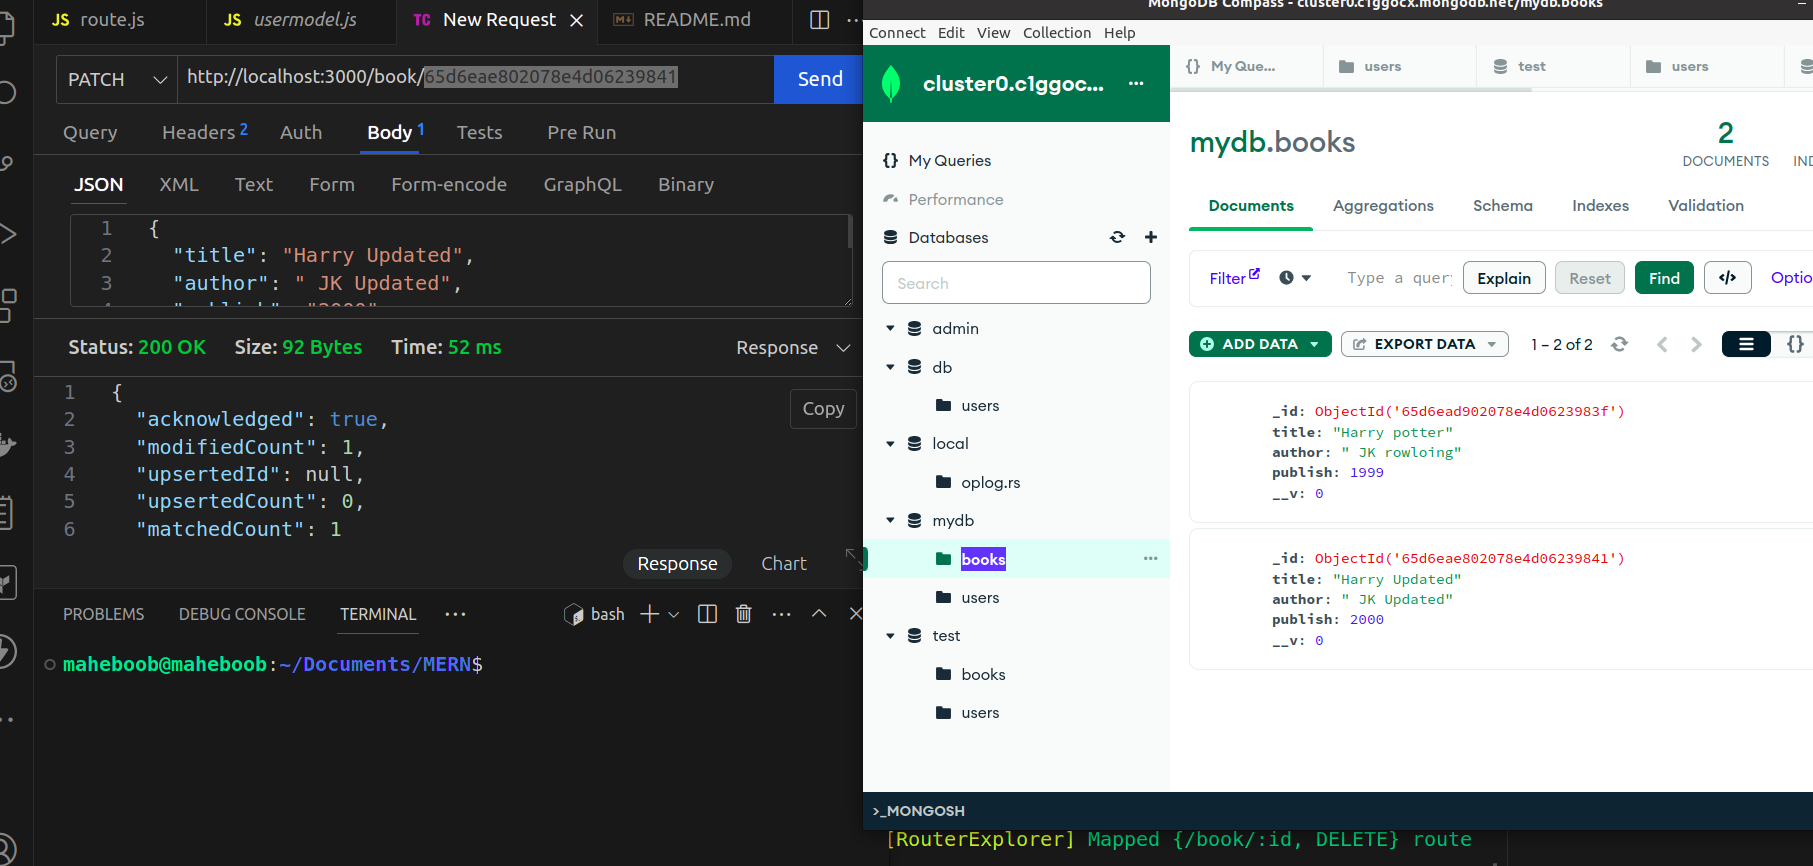 JS route.js
JS usermodel.js
TC New Request
README.md
PATCH
http://localhost:3000/book/65d6eae802078e4d06239841
Send
Query
Headers 2
Auth
Body 1
Tests
Pre Run
JSON
XML
Text
Form
Form-encode
GraphQL
Binary
1 {
2 "title": "Harry Updated",
3 "author": " JK Updated",
Status: 200 OK
Size: 92 Bytes
Time: 52 ms
Response
1 {
2 "acknowledged": true,
3 "modifiedCount": 1,
4 "upsertedId": null,
5 "upsertedCount": 0,
6 "matchedCount": 1
Copy
Response
Chart
PROBLEMS
DEBUG CONSOLE
TERMINAL
bash
maheboob@maheboob:~/Documents/MERN$
MongoDB Compass - cluster0.c1ggocx.mongodb.net/mydb.books
Connect Edit View Collection Help
cluster0.c1ggoc...
{} My Queries
Performance
Databases
Search
admin
db
users
local
oplog.rs
mydb
books
users
test
books
users
{} My Que...
users
test
users
mydb.books
2
DOCUMENTS
IND
Documents
Aggregations
Schema
Indexes
Validation
Filter
Type a query
Explain
Reset
Find
</>
Optio
ADD DATA
EXPORT DATA
1 – 2 of 2
{}
_id: ObjectId('65d6ead902078e4d0623983f')
title: "Harry potter"
author: " JK rowloing"
publish: 1999
__v: 0
_id: ObjectId('65d6eae802078e4d06239841')
title: "Harry Updated"
author: " JK Updated"
publish: 2000
__v: 0
>_MONGOSH
[RouterExplorer] Mapped {/book/:id, DELETE} route